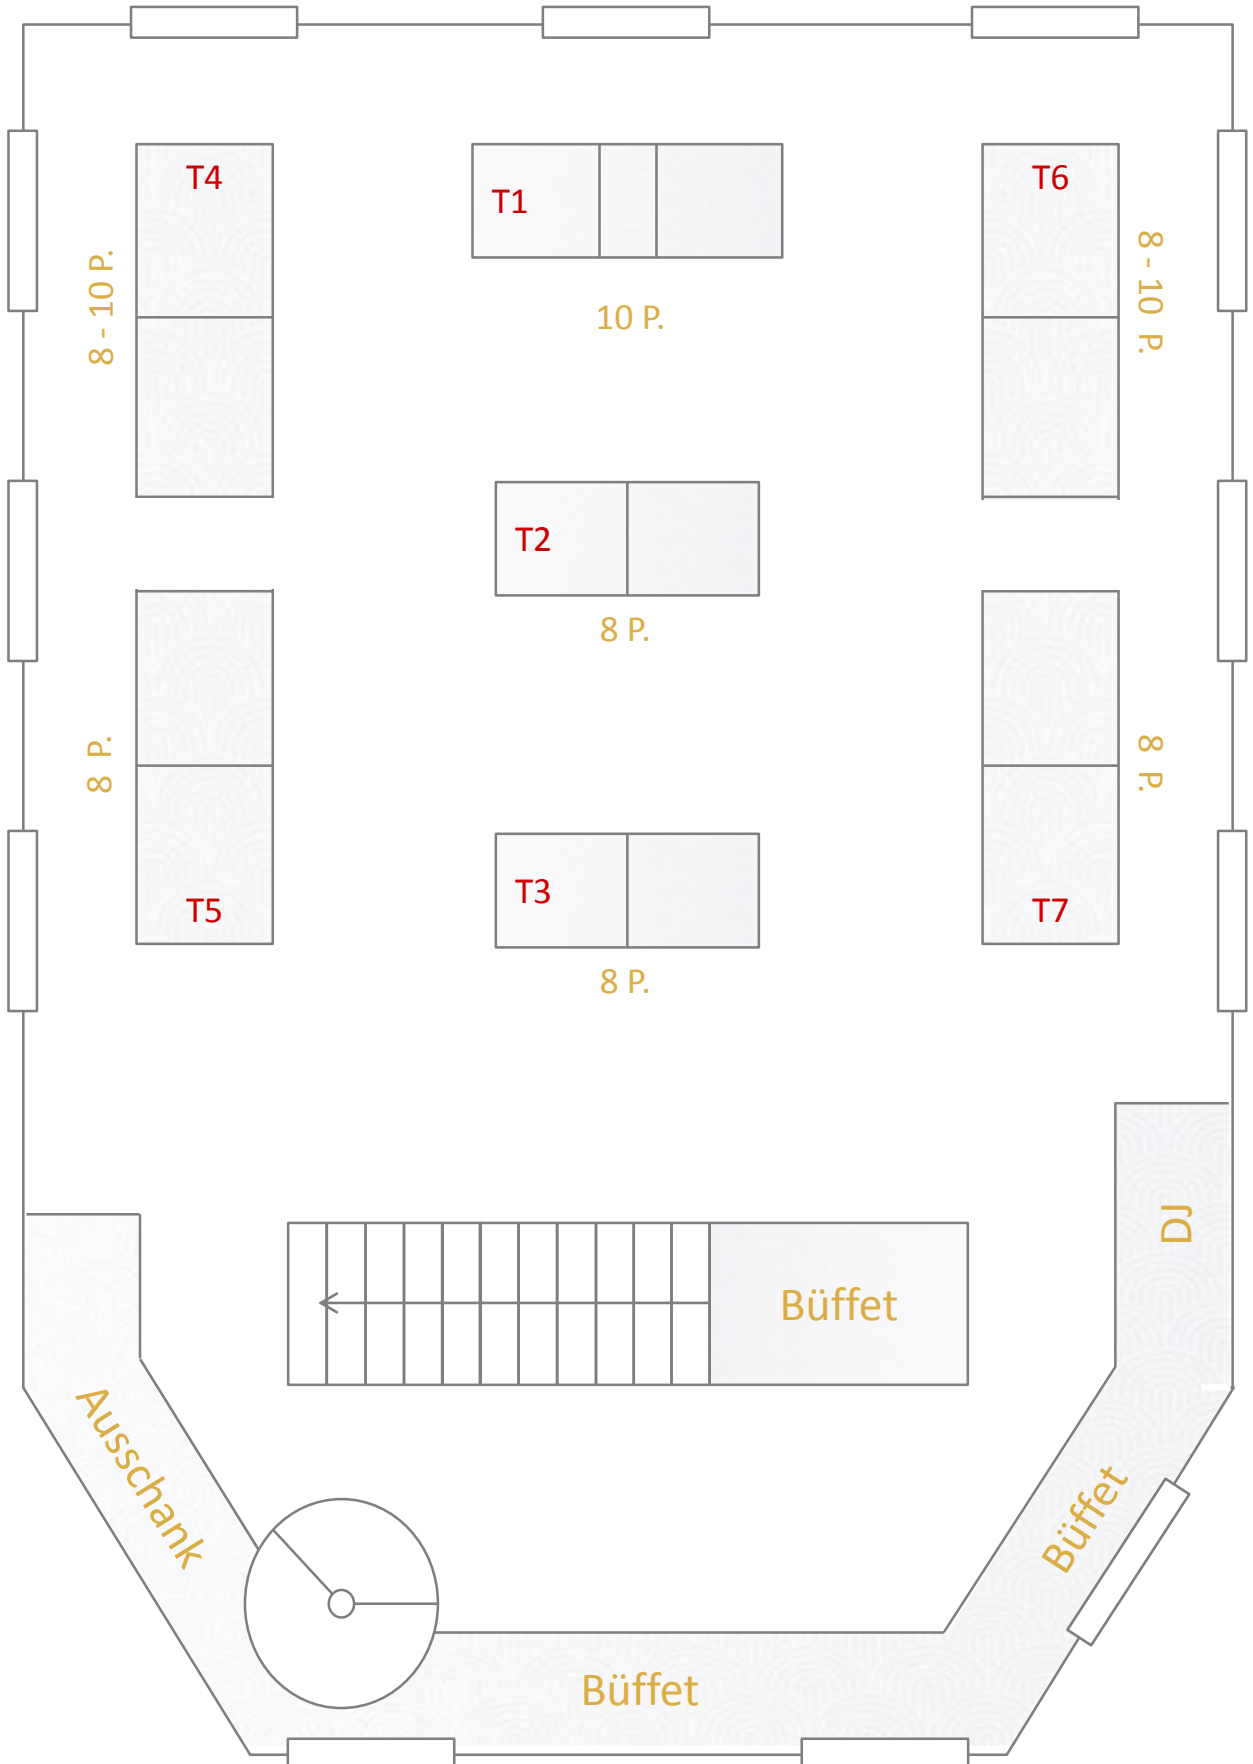 T4
T1
T6
8 - 10 P.
8 - 10 P.
10 P.
T2
8 P.
8 P.
8 P.
T5
T3
T7
8 P.
DJ
Büffet
Ausschank
Büffet
Büffet